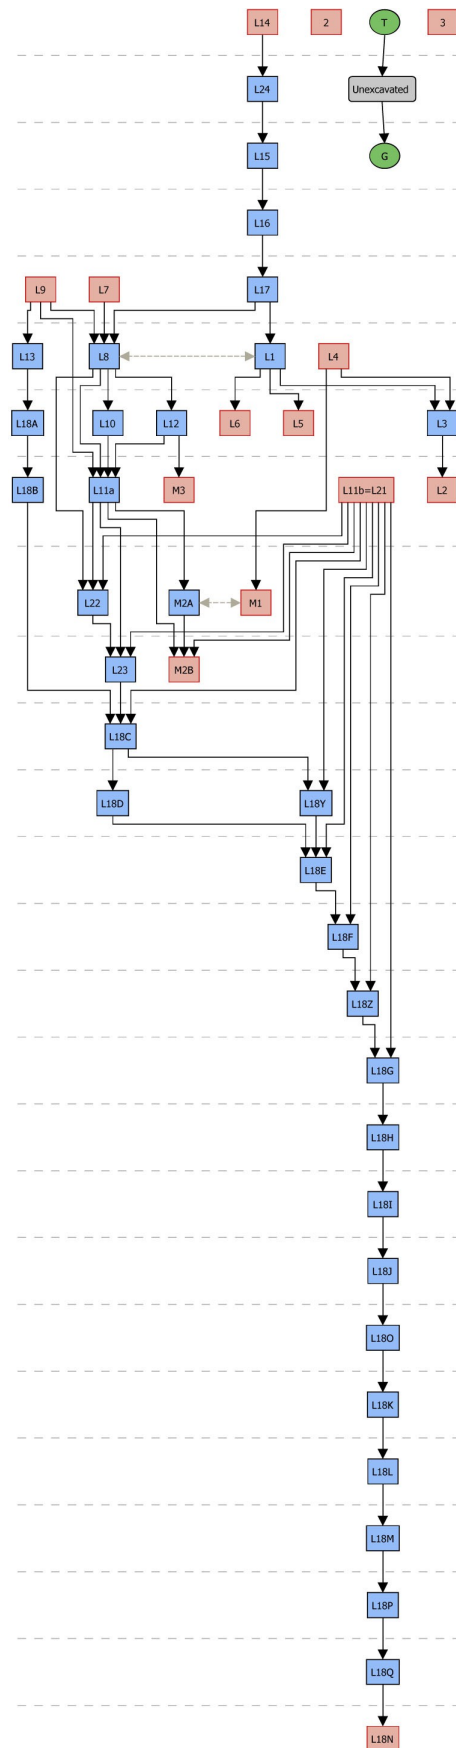 L14 2 T 3
L24 Unexcavated
L15 G
L16
L9 L7 L17
L13 L8 L1 L4
L18A L10 L12 L6 L5 L3
L18B L11a M3 L11b=L21 L2
L22 M2A M1
L23 M2B
L18C
L18D L18Y
L18E
L18F
L18Z
L18G
L18H
L18I
L18J
L18O
L18K
L18L
L18M
L18P
L18Q
L18N